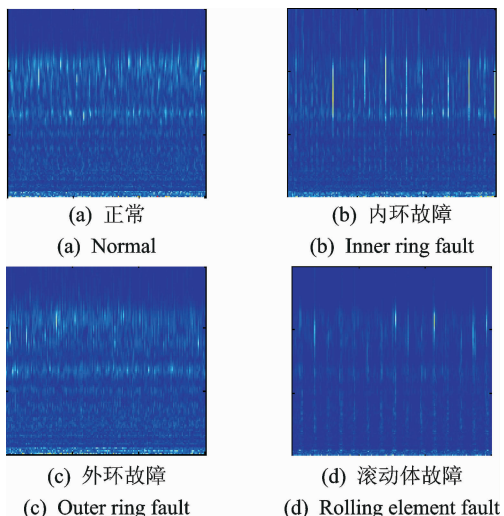 (a) 正常
(a) Normal
(b) 内环故障
(b) Inner ring fault
(c) 外环故障
(c) Outer ring fault
(d) 滚动体故障
(d) Rolling element fault